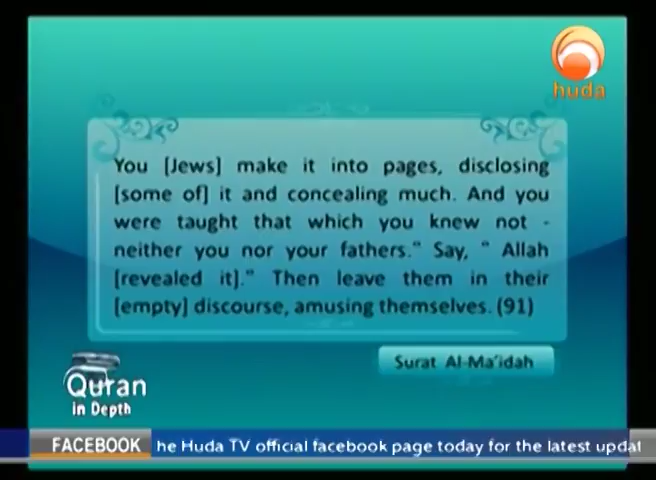 huda
You [Jews] make it into pages, disclosing
[some of] it and concealing much. And you
were taught that which you knew not -
neither you nor your fathers." Say, " Allah
[revealed it]." Then leave them in their
[empty] discourse, amusing themselves. (91)
Surat Al-Ma'idah
Quran
in Depth
FACEBOOK he Huda TV official facebook page today for the latest updat